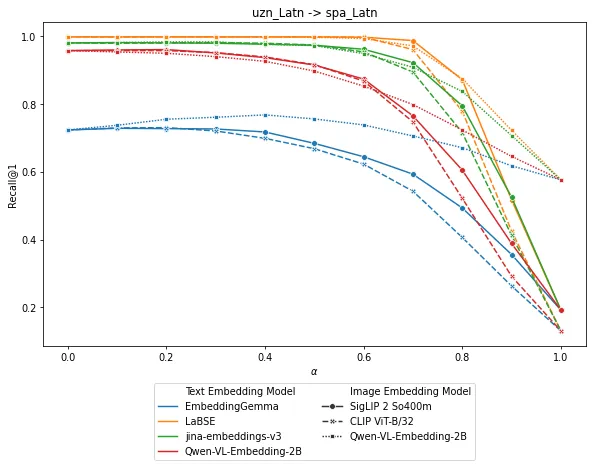 uzn_Latn -> spa_Latn
1.0
0.8
0.6
0.4
0.2
Recall@1
0.0 0.2 0.4 0.6 0.8 1.0
α
Text Embedding Model Image Embedding Model
EmbeddingGemma SigLIP 2 So400m
LaBSE CLIP ViT-B/32
jina-embeddings-v3 Qwen-VL-Embedding-2B
Qwen-VL-Embedding-2B